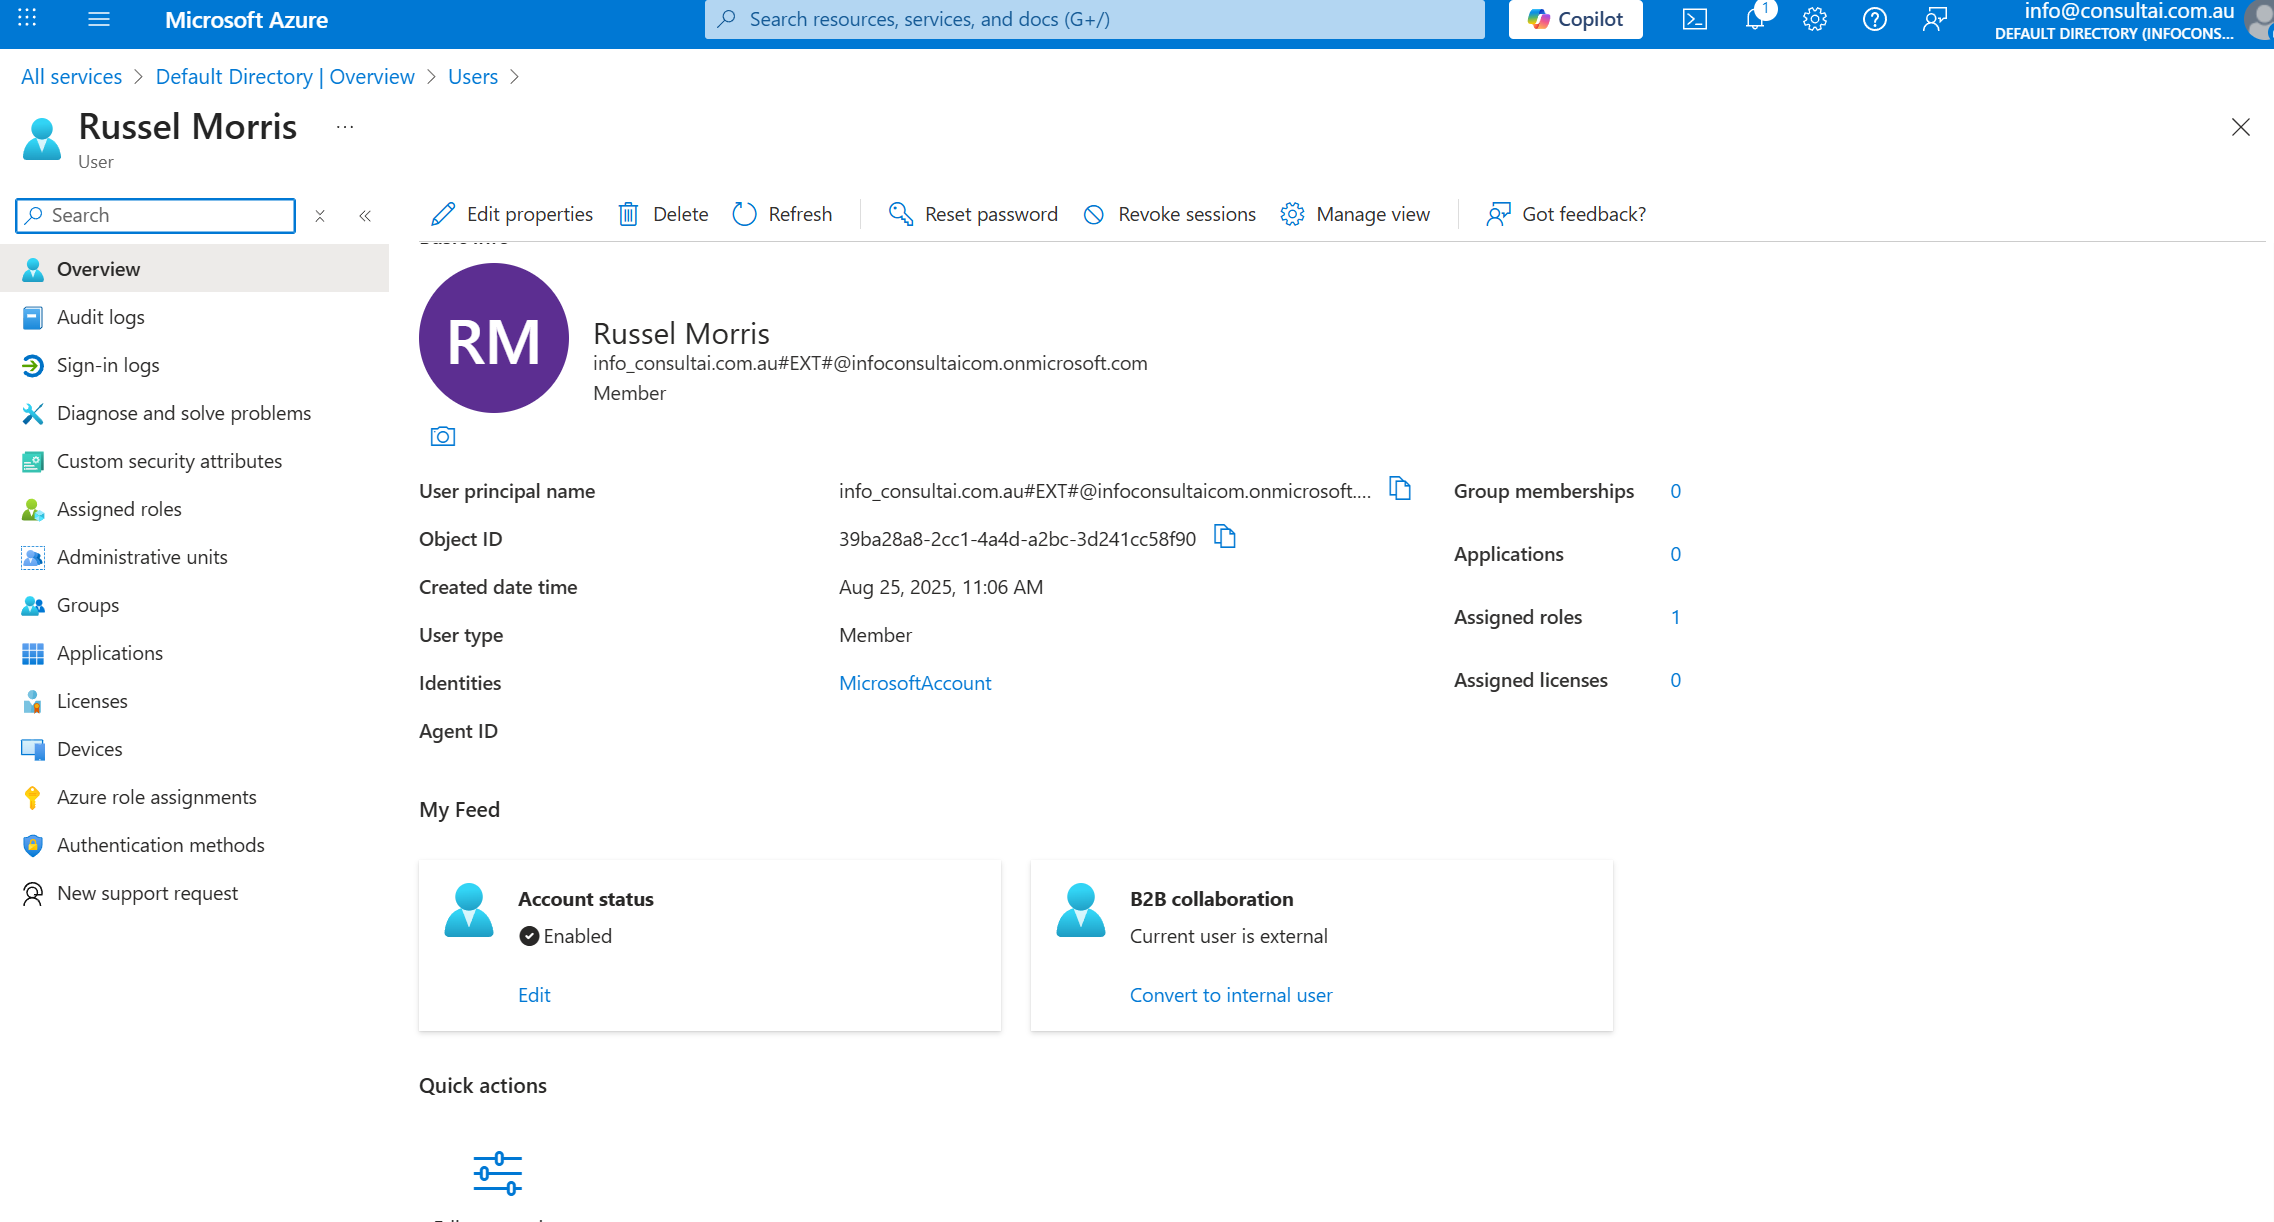 Microsoft Azure
Search resources, services, and docs (G+/)
Copilot
1
info@consultai.com.au
DEFAULT DIRECTORY (INFOCONS...
All services > Default Directory | Overview > Users >
Russel Morris ...
User
Search
Edit properties
Delete
Refresh
Reset password
Revoke sessions
Manage view
Got feedback?
Overview
Audit logs
Sign-in logs
Diagnose and solve problems
Custom security attributes
Assigned roles
Administrative units
Groups
Applications
Licenses
Devices
Azure role assignments
Authentication methods
New support request
Basic info
RM
Russel Morris
info_consultai.com.au#EXT#@infoconsultaicom.onmicrosoft.com
Member
User principal name info_consultai.com.au#EXT#@infoconsultaicom.onmicrosoft....
Object ID 39ba28a8-2cc1-4a4d-a2bc-3d241cc58f90
Created date time Aug 25, 2025, 11:06 AM
User type Member
Identities MicrosoftAccount
Agent ID
Group memberships 0
Applications 0
Assigned roles 1
Assigned licenses 0
My Feed
Account status
Enabled
Edit
B2B collaboration
Current user is external
Convert to internal user
Quick actions